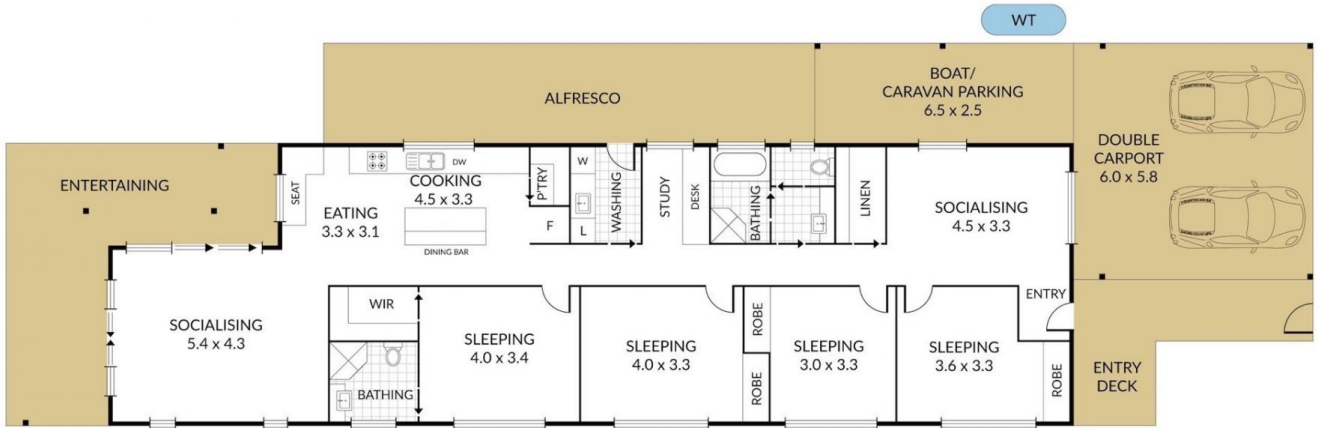 WT
ALFRESCO
BOAT/
CARAVAN PARKING
6.5 x 2.5
DOUBLE
CARPORT
6.0 x 5.8
ENTERTAINING
SEAT
EATING
3.3 x 3.1
DW
COOKING
4.5 x 3.3
DINING BAR
P'TRY
F
W
L
WASHING
STUDY
DESK
BATHING
LINEN
SOCIALISING
4.5 x 3.3
ENTRY
SOCIALISING
5.4 x 4.3
WIR
BATHING
SLEEPING
4.0 x 3.4
SLEEPING
4.0 x 3.3
ROBE
ROBE
SLEEPING
3.0 x 3.3
SLEEPING
3.6 x 3.3
ROBE
ENTRY
DECK